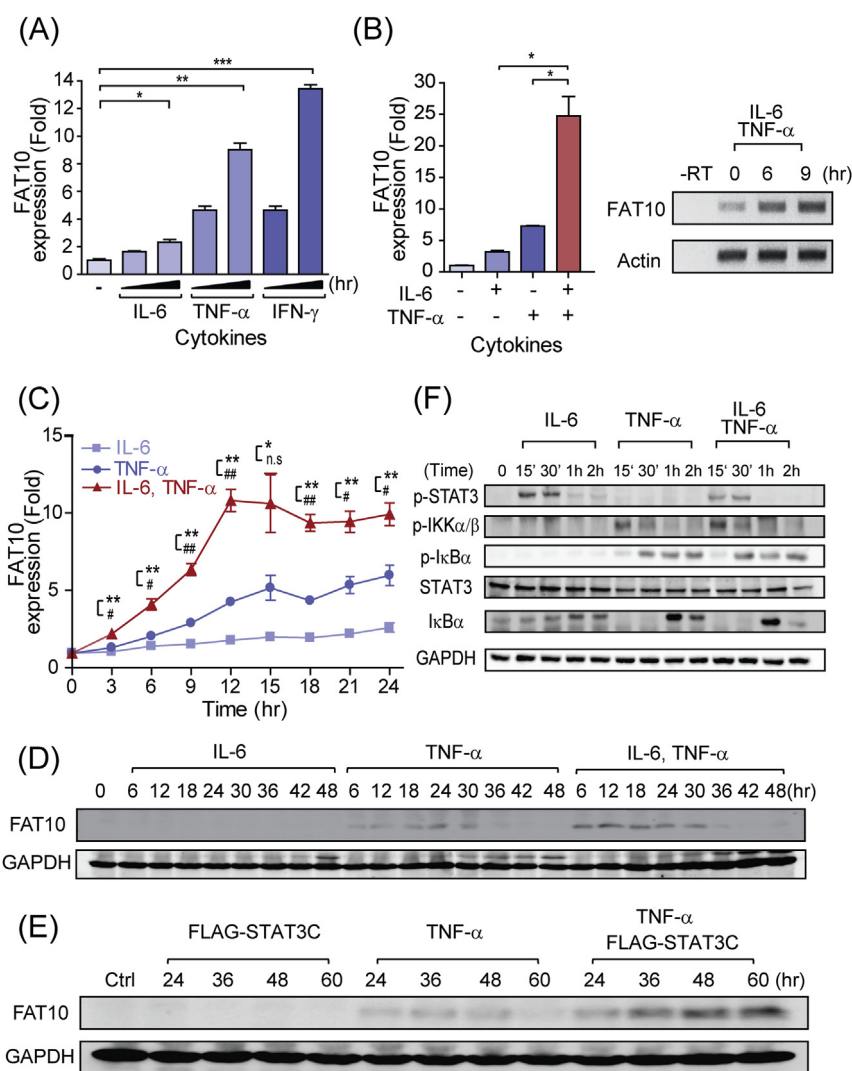 (A)
FAT10
expression (Fold)
14
12
10
8
6
4
2
0
***
**
*
- (hr)
IL-6 TNF-α IFN-γ
Cytokines
(B)
FAT10
expression (Fold)
30
25
20
15
10
5
0
*
*
IL-6 - + - +
TNF-α - - + +
Cytokines
IL-6
TNF-α
-RT 0 6 9 (hr)
FAT10
Actin
(C)
IL-6
TNF-α
IL-6, TNF-α
FAT10
expression (Fold)
15
10
5
0
** #
** #
** ##
** ##
* n.s
** ##
** #
** #
0 3 6 9 12 15 18 21 24
Time (hr)
(F)
IL-6 TNF-α IL-6
TNF-α
(Time) 0 15' 30' 1h 2h 15' 30' 1h 2h 15' 30' 1h 2h
p-STAT3
p-IKKα/β
p-IκBα
STAT3
IκBα
GAPDH
(D)
IL-6 TNF-α IL-6, TNF-α
0 6 12 18 24 30 36 42 48 6 12 18 24 30 36 42 48 6 12 18 24 30 36 42 48(hr)
FAT10
GAPDH
(E)
FLAG-STAT3C TNF-α TNF-α
FLAG-STAT3C
Ctrl 24 36 48 60 24 36 48 60 24 36 48 60 (hr)
FAT10
GAPDH